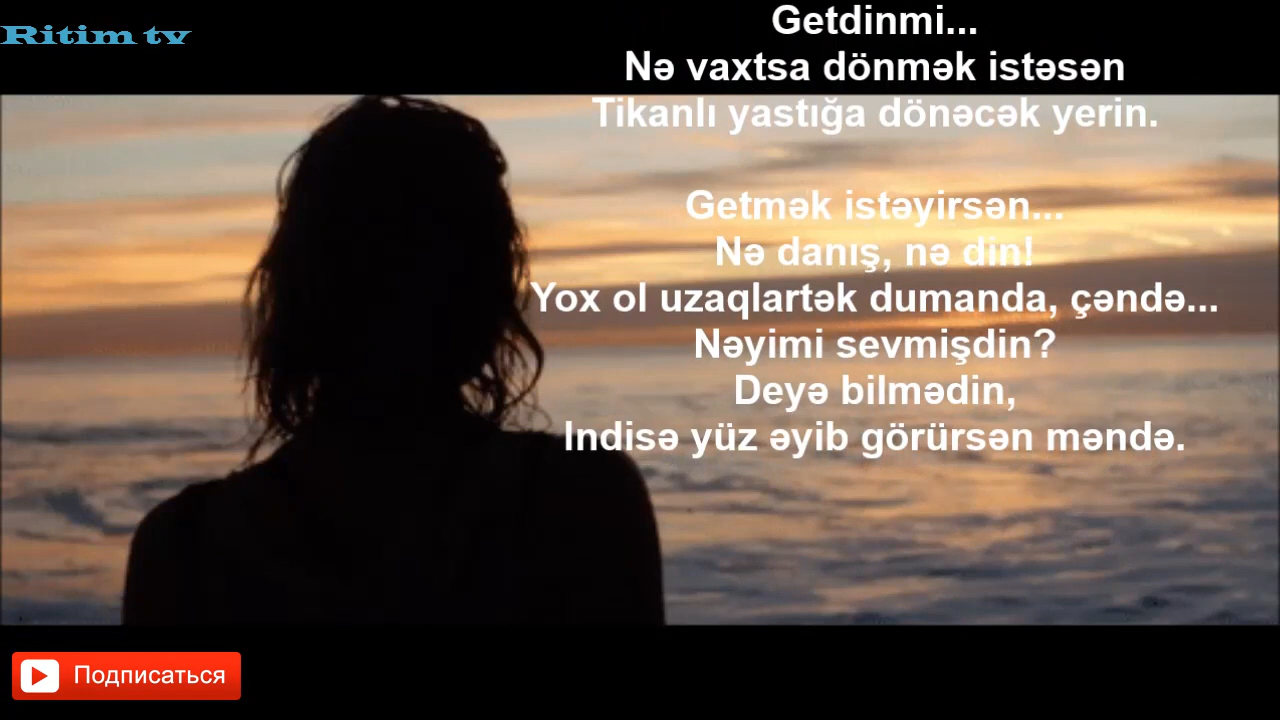 Ritim tv
Getdinmi...
Nə vaxtsa dönmək istəsən
Tikanlı yastığa dönəcək yerin.
Getmək istəyirsən...
Nə danış, nə din!
Yox ol uzaqlartək dumanda, çəndə...
Nəyimi sevmişdin?
Deyə bilmədin,
Indisə yüz əyib görürsən məndə.
Подписаться